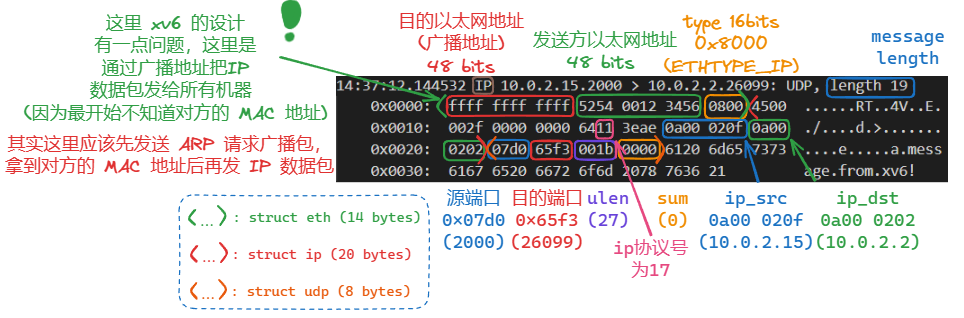 这里 xv6 的设计
有一点问题，这里是
通过广播地址把IP
数据包发给所有机器
(因为最开始不知道对方的 MAC 地址)
其实这里应该先发送 ARP 请求广播包，
拿到对方的 MAC 地址后再发 IP 数据包
目的以太网地址
(广播地址)
48 bits
发送方以太网地址
48 bits
type 16bits
0x8000
(ETHTYPE_IP)
message
length
14:37:12.144532 IP 10.0.2.15.2000 > 10.0.2.2.26099: UDP, length 19
0x0000: ffff ffff ffff 5254 0012 3456 0800 4500 ......RT..4V..E.
0x0010: 002f 0000 0000 6411 3eae 0a00 020f 0a00 ./....d.>.......
0x0020: 0202 07d0 65f3 001b 0000 6120 6d65 7373 ....e.....a.mess
0x0030: 6167 6520 6672 6f6d 2078 7636 21 age.from.xv6!
源端口
0x07d0
(2000)
目的端口
0x65f3
(26099)
ulen
(27)
sum
(0)
ip_src
0a00 020f
(10.0.2.15)
ip_dst
0a00 0202
(10.0.2.2)
ip协议号
为17
(...): struct eth (14 bytes)
(...): struct ip (20 bytes)
(...): struct udp (8 bytes)